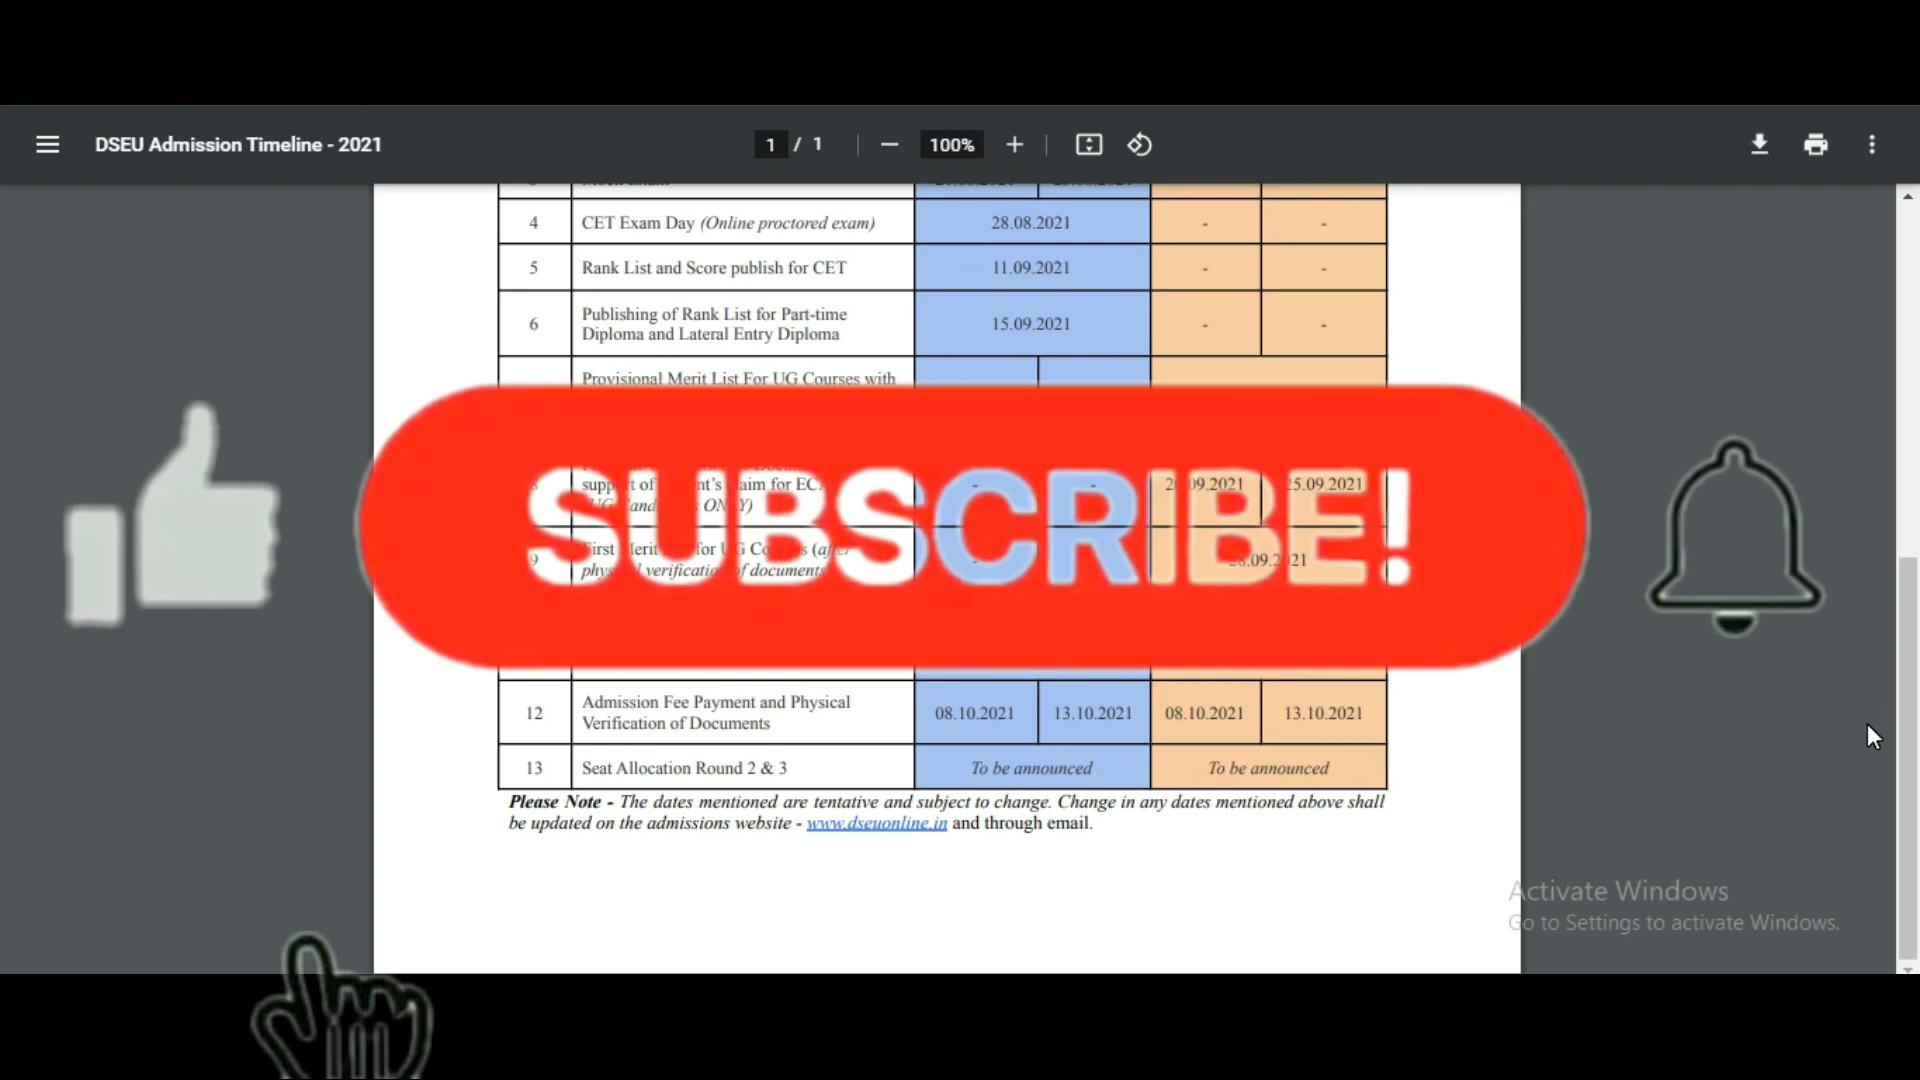 DSEU Admission Timeline - 2021
1 / 1
100%
4 CET Exam Day (Online proctored exam) 28.08.2021 - -
5 Rank List and Score publish for CET 11.09.2021 - -
6 Publishing of Rank List for Part-time
Diploma and Lateral Entry Diploma 15.09.2021 - -
Provisional Merit List For UG Courses with
SUBSCRIBE!
25.09.2021
12 Admission Fee Payment and Physical
Verification of Documents 08.10.2021 13.10.2021 08.10.2021 13.10.2021
13 Seat Allocation Round 2 & 3 To be announced To be announced
Please Note - The dates mentioned are tentative and subject to change. Change in any dates mentioned above shall
be updated on the admissions website - www.dseuonline.in and through email.
Activate Windows
Go to Settings to activate Windows.